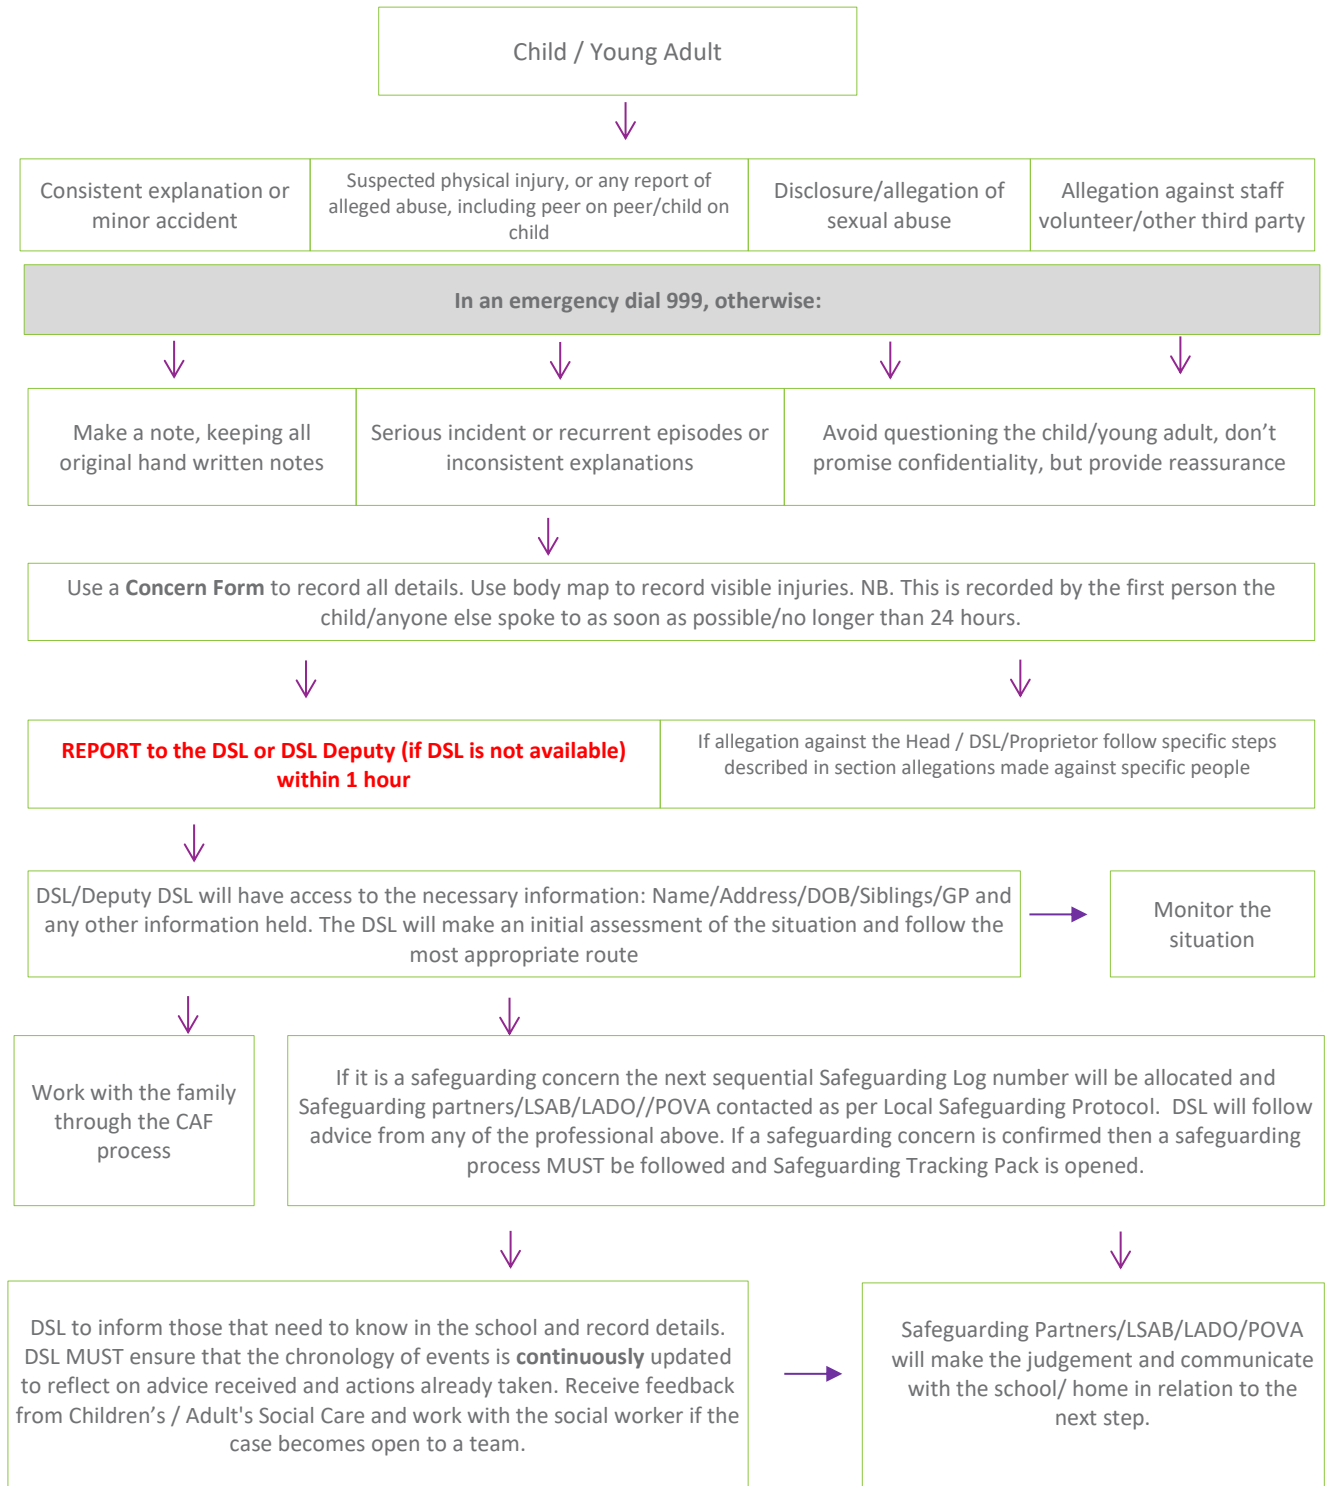 Child / Young Adult
Consistent explanation or
minor accident
Suspected physical injury, or any report of
alleged abuse, including peer on peer/child on
child
Disclosure/allegation of
sexual abuse
Allegation against staff
volunteer/other third party
In an emergency dial 999, otherwise:
Make a note, keeping all
original hand written notes
Serious incident or recurrent episodes or
inconsistent explanations
Avoid questioning the child/young adult, don’t
promise confidentiality, but provide reassurance
Use a Concern Form to record all details. Use body map to record visible injuries. NB. This is recorded by the first person the
child/anyone else spoke to as soon as possible/no longer than 24 hours.
REPORT to the DSL or DSL Deputy (if DSL is not available)
within 1 hour
If allegation against the Head / DSL/Proprietor follow specific steps
described in section allegations made against specific people
DSL/Deputy DSL will have access to the necessary information: Name/Address/DOB/Siblings/GP and
any other information held. The DSL will make an initial assessment of the situation and follow the
most appropriate route
Monitor the
situation
Work with the family
through the CAF
process
If it is a safeguarding concern the next sequential Safeguarding Log number will be allocated and
Safeguarding partners/LSAB/LADO//POVA contacted as per Local Safeguarding Protocol. DSL will follow
advice from any of the professional above. If a safeguarding concern is confirmed then a safeguarding
process MUST be followed and Safeguarding Tracking Pack is opened.
DSL to inform those that need to know in the school and record details.
DSL MUST ensure that the chronology of events is continuously updated
to reflect on advice received and actions already taken. Receive feedback
from Children’s / Adult's Social Care and work with the social worker if the
case becomes open to a team.
Safeguarding Partners/LSAB/LADO/POVA
will make the judgement and communicate
with the school/ home in relation to the
next step.